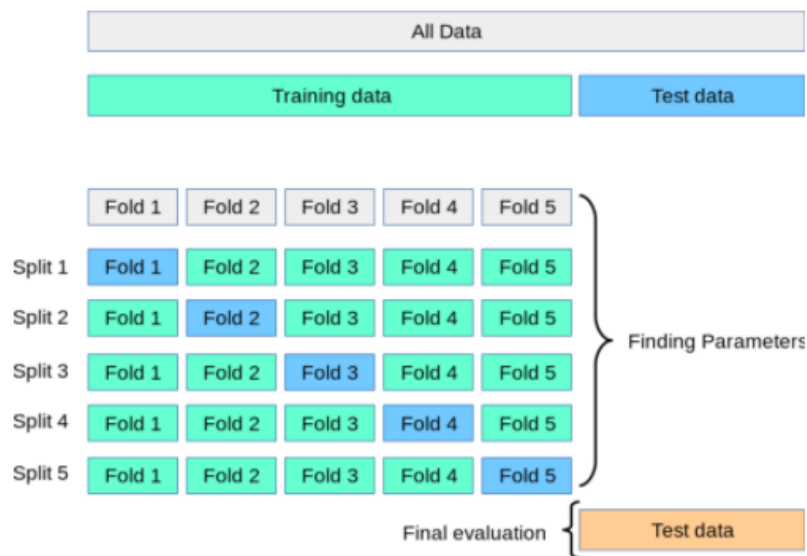 All Data
Training data Test data
Fold 1 Fold 2 Fold 3 Fold 4 Fold 5
Split 1 Fold 1 Fold 2 Fold 3 Fold 4 Fold 5
Split 2 Fold 1 Fold 2 Fold 3 Fold 4 Fold 5
Finding Parameters
Split 3 Fold 1 Fold 2 Fold 3 Fold 4 Fold 5
Split 4 Fold 1 Fold 2 Fold 3 Fold 4 Fold 5
Split 5 Fold 1 Fold 2 Fold 3 Fold 4 Fold 5
Final evaluation Test data